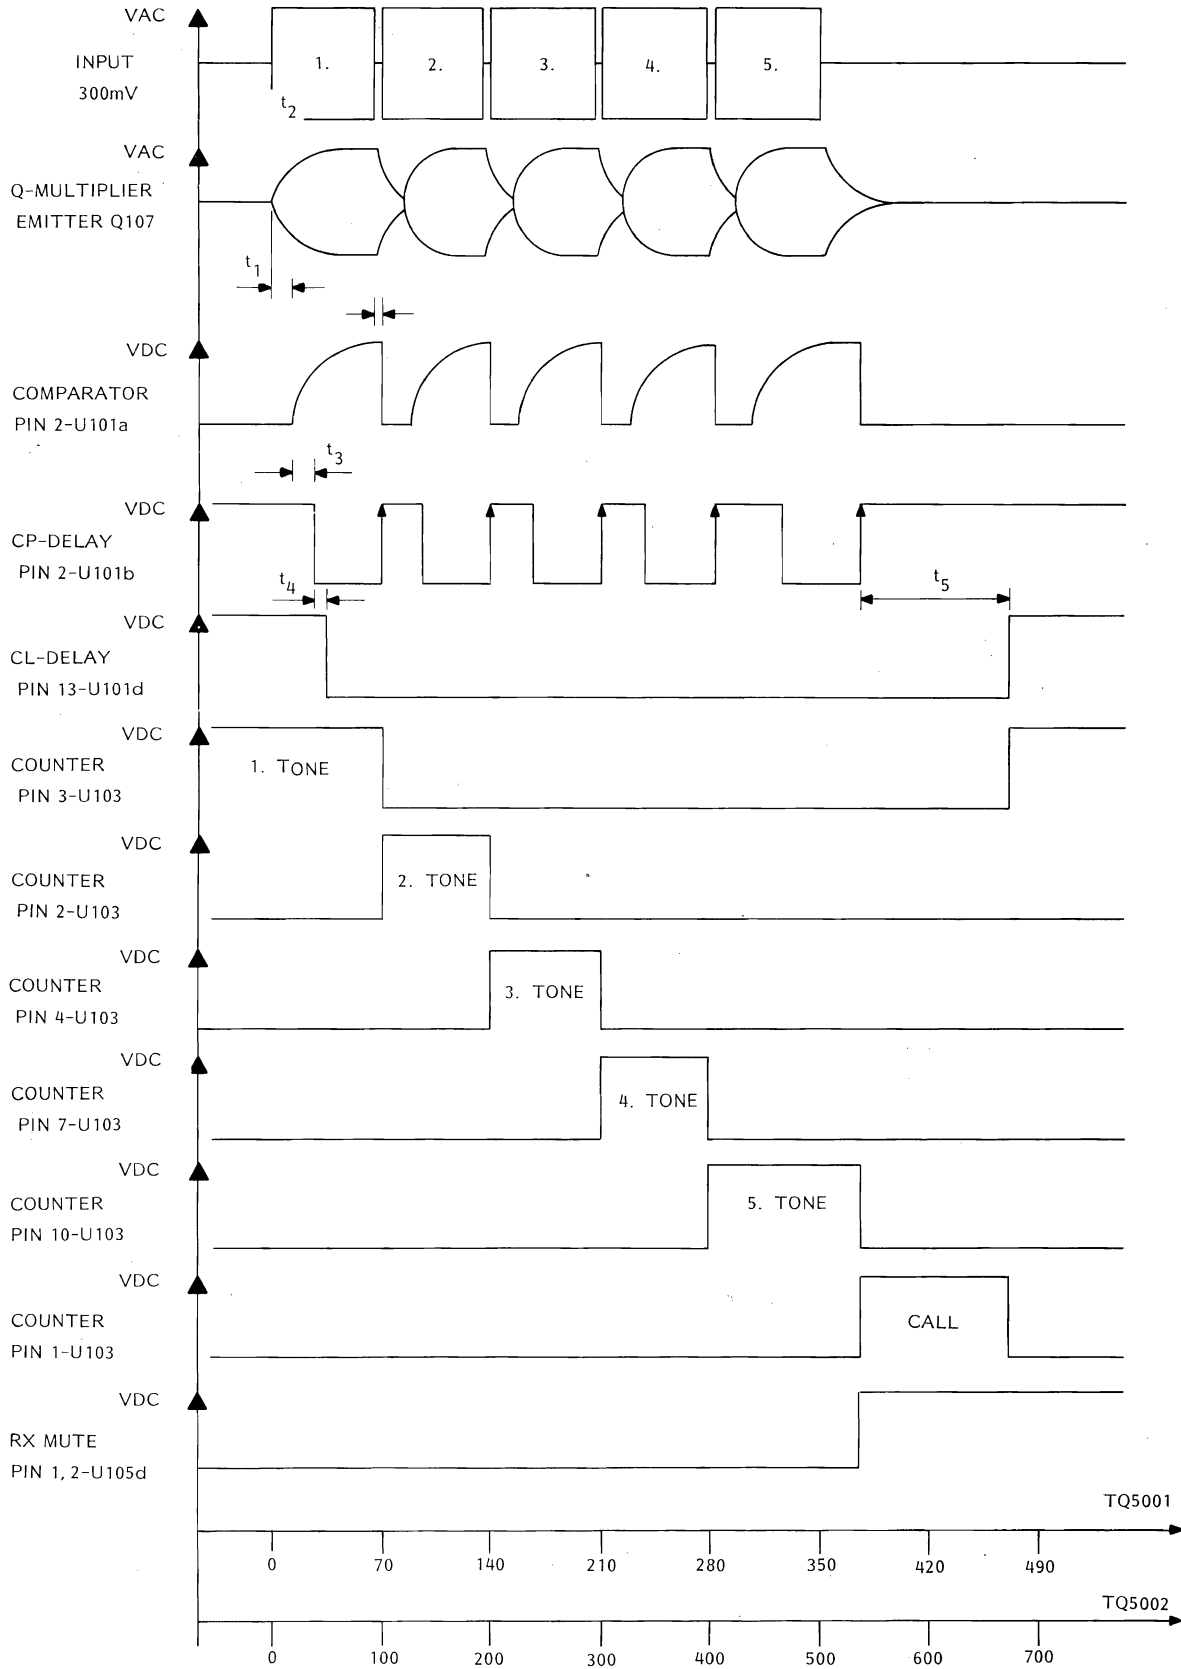 VAC
INPUT
300mV
1. 2. 3. 4. 5.
t2
VAC
Q-MULTIPLIER
EMITTER Q107
t1
VDC
COMPARATOR
PIN 2-U101a
t3
VDC
CP-DELAY
PIN 2-U101b
t4
t5
VDC
CL-DELAY
PIN 13-U101d
VDC
COUNTER
PIN 3-U103
1. TONE
VDC
COUNTER
PIN 2-U103
2. TONE
VDC
COUNTER
PIN 4-U103
3. TONE
VDC
COUNTER
PIN 7-U103
4. TONE
VDC
COUNTER
PIN 10-U103
5. TONE
VDC
COUNTER
PIN 1-U103
CALL
VDC
RX MUTE
PIN 1,2-U105d
TQ5001
0 70 140 210 280 350 420 490
TQ5002
0 100 200 300 400 500 600 700